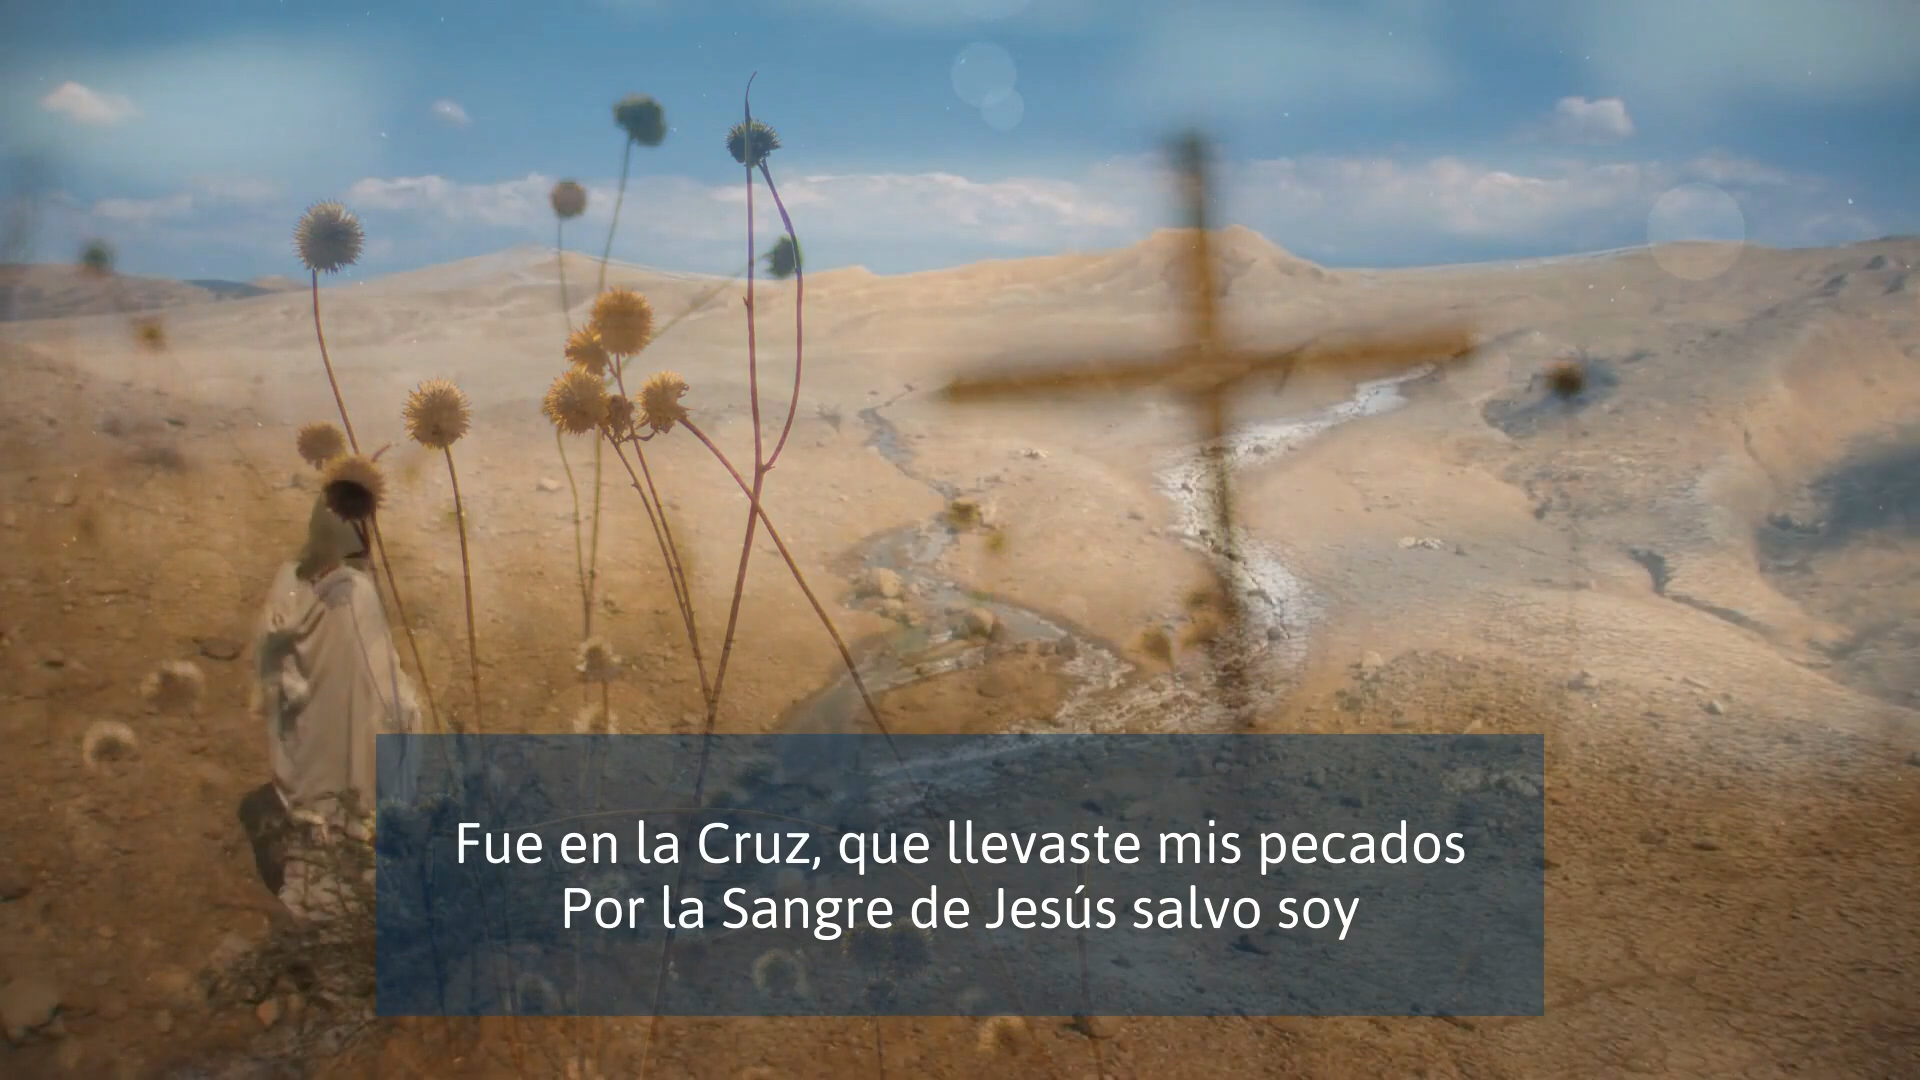 Fue en la Cruz, que llevaste mis pecados
Por la Sangre de Jesús salvo soy